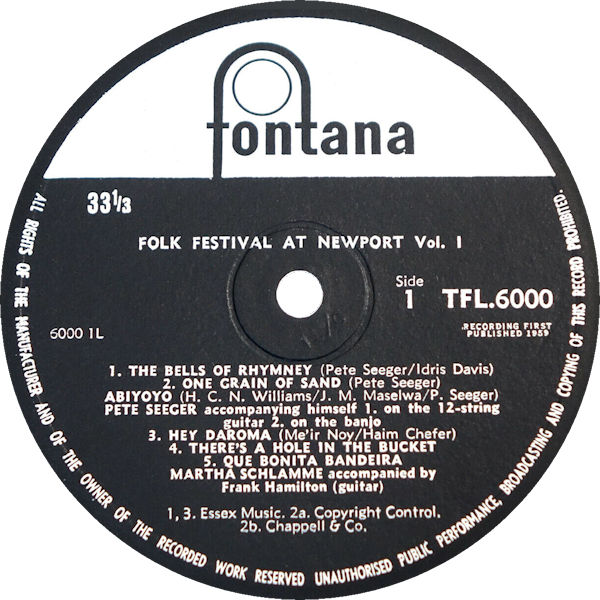 fontana
33 1/3
FOLK FESTIVAL AT NEWPORT Vol. I
Side
1 TFL.6000
6000 1L
RECORDING FIRST
PUBLISHED 1959
1. THE BELLS OF RHYMNEY (Pete Seeger/Idris Davis)
2. ONE GRAIN OF SAND (Pete Seeger)
ABIYOYO (H. C. N. Williams/J. M. Maselwa/P. Seeger)
PETE SEEGER accompanying himself 1. on the 12-string
guitar 2. on the banjo
3. HEY DAROMA (Me'ir Noy/Haim Chefer)
4. THERE'S A HOLE IN THE BUCKET
5. QUE BONITA BANDEIRA
MARTHA SCHLAMME accompanied by
Frank Hamilton (guitar)
1, 3. Essex Music. 2a. Copyright Control,
2b. Chappell & Co.
ALL RIGHTS OF THE MANUFACTURER AND OF THE OWNER OF THE RECORDED WORK RESERVED UNAUTHORISED PUBLIC PERFORMANCE, BROADCASTING AND COPYING OF THIS RECORD PROHIBITED.